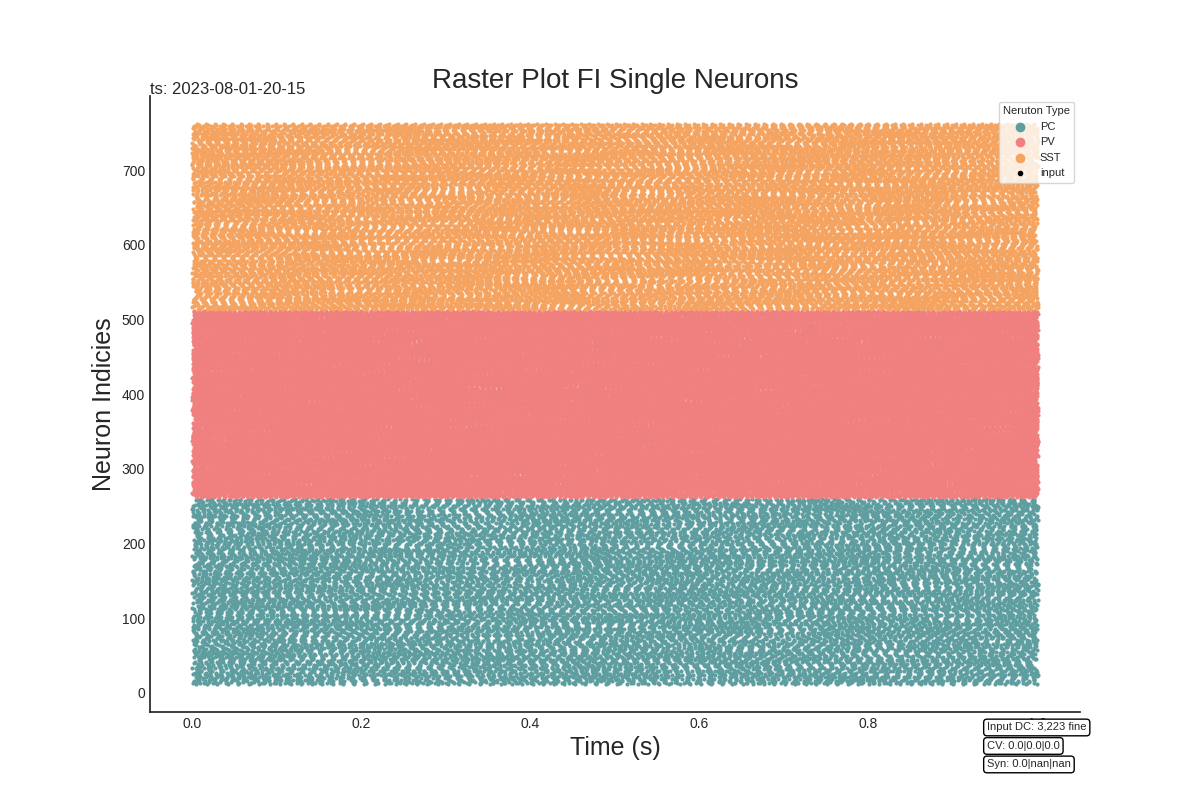 Raster Plot FI Single Neurons
ts: 2023-08-01-20-15
Neruton Type
PC
PV
SST
input
Neuron Indicies
700
600
500
400
300
200
100
0
0.0 0.2 0.4 0.6 0.8
Time (s)
Input DC: 3,223 fine
CV: 0.0|0.0|0.0
Syn: 0.0|nan|nan